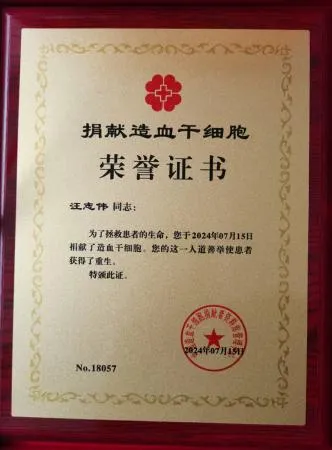 捐献造血干细胞
荣誉证书
汪志伟 同志:
为了拯救患者的生命,您于2024年07月15日
捐献了造血干细胞。您的这一人道善举使患者
获得了重生。
特颁此证。
2024年07月15日
No.18057